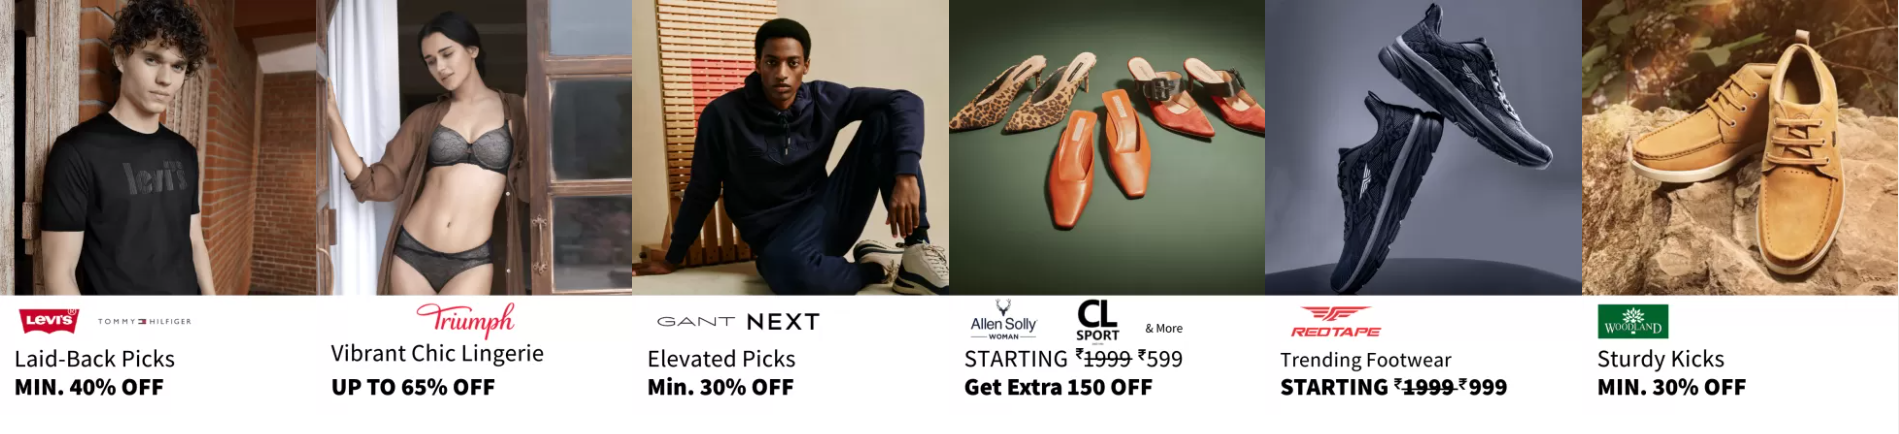 Levi's
LEVI'S® TOMMY HILFIGER
Laid-Back Picks
MIN. 40% OFF
Triumph
Vibrant Chic Lingerie
UP TO 65% OFF
GANT NEXT
Elevated Picks
Min. 30% OFF
Allen Solly
WOMAN
CL
SPORT
& More
STARTING ₹1999 ₹599
Get Extra 150 OFF
REDTAPE
Trending Footwear
STARTING ₹1999 ₹999
WOODLAND
Sturdy Kicks
MIN. 30% OFF